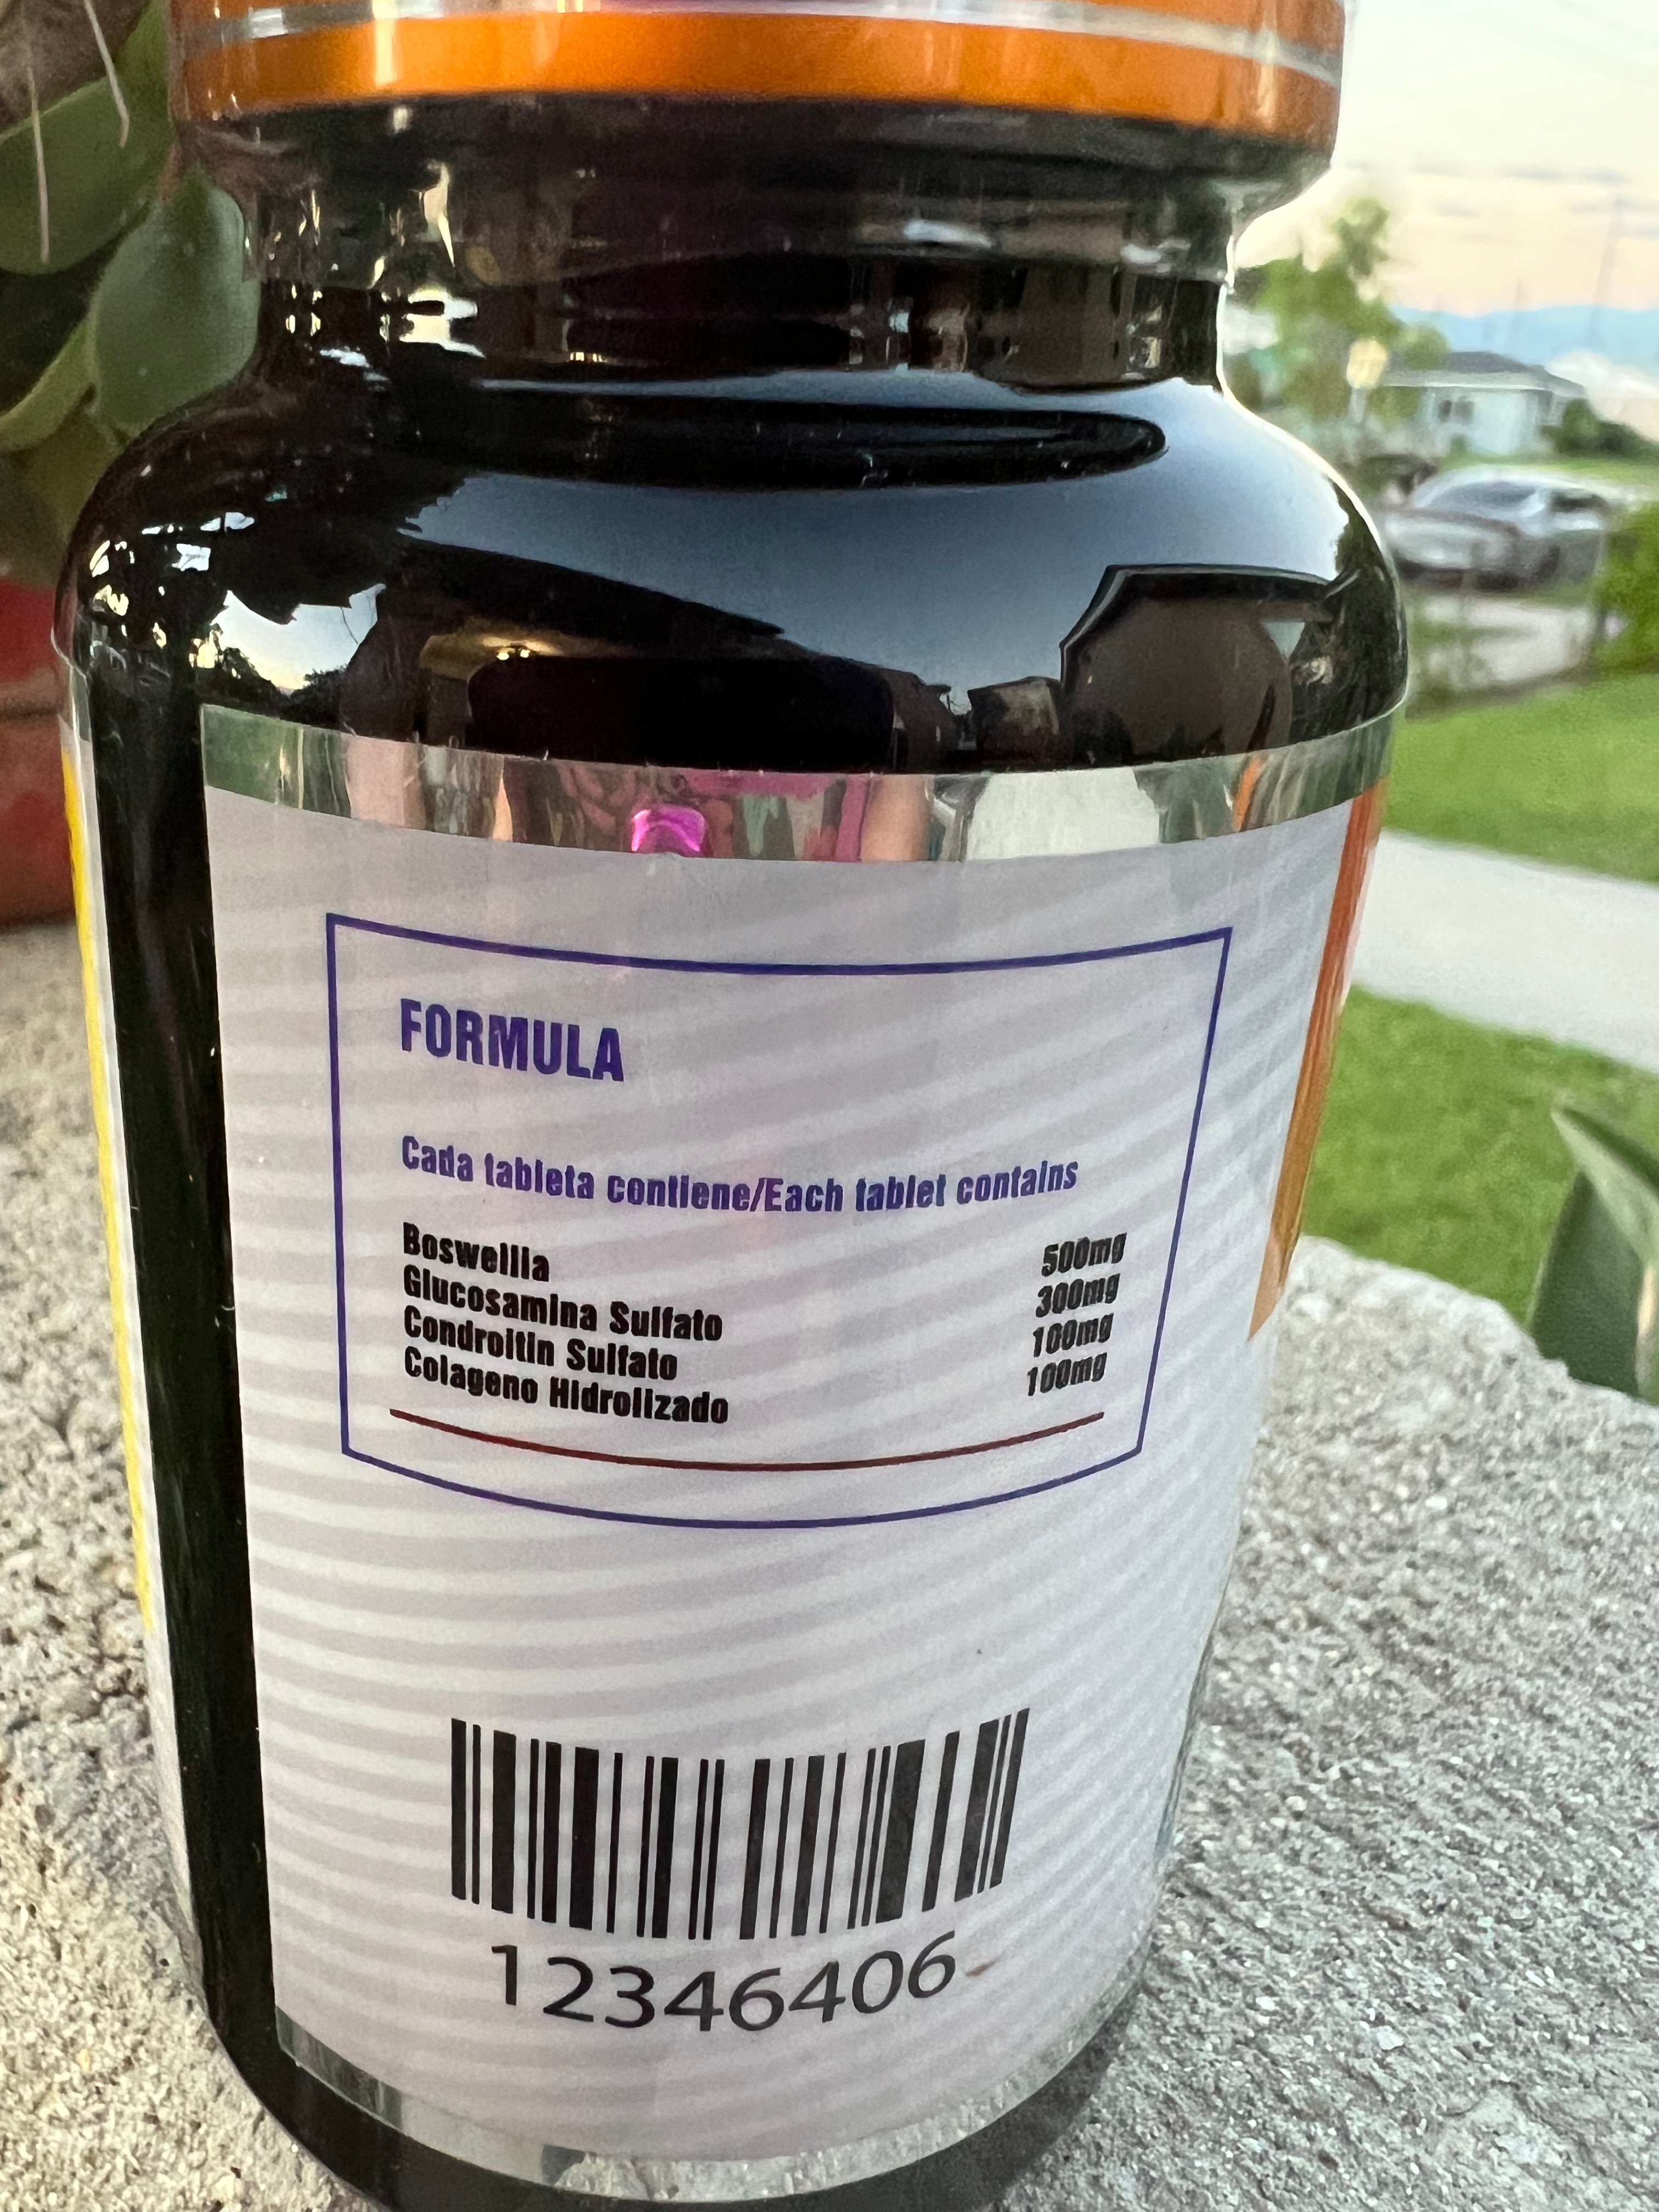 FORMULA
Cada tableta contiene/Each tablet contains
Boswellia 500mg
Glucosamina Sulfato 300mg
Condroitin Sulfato 100mg
Colageno Hidrolizado 100mg
12346406